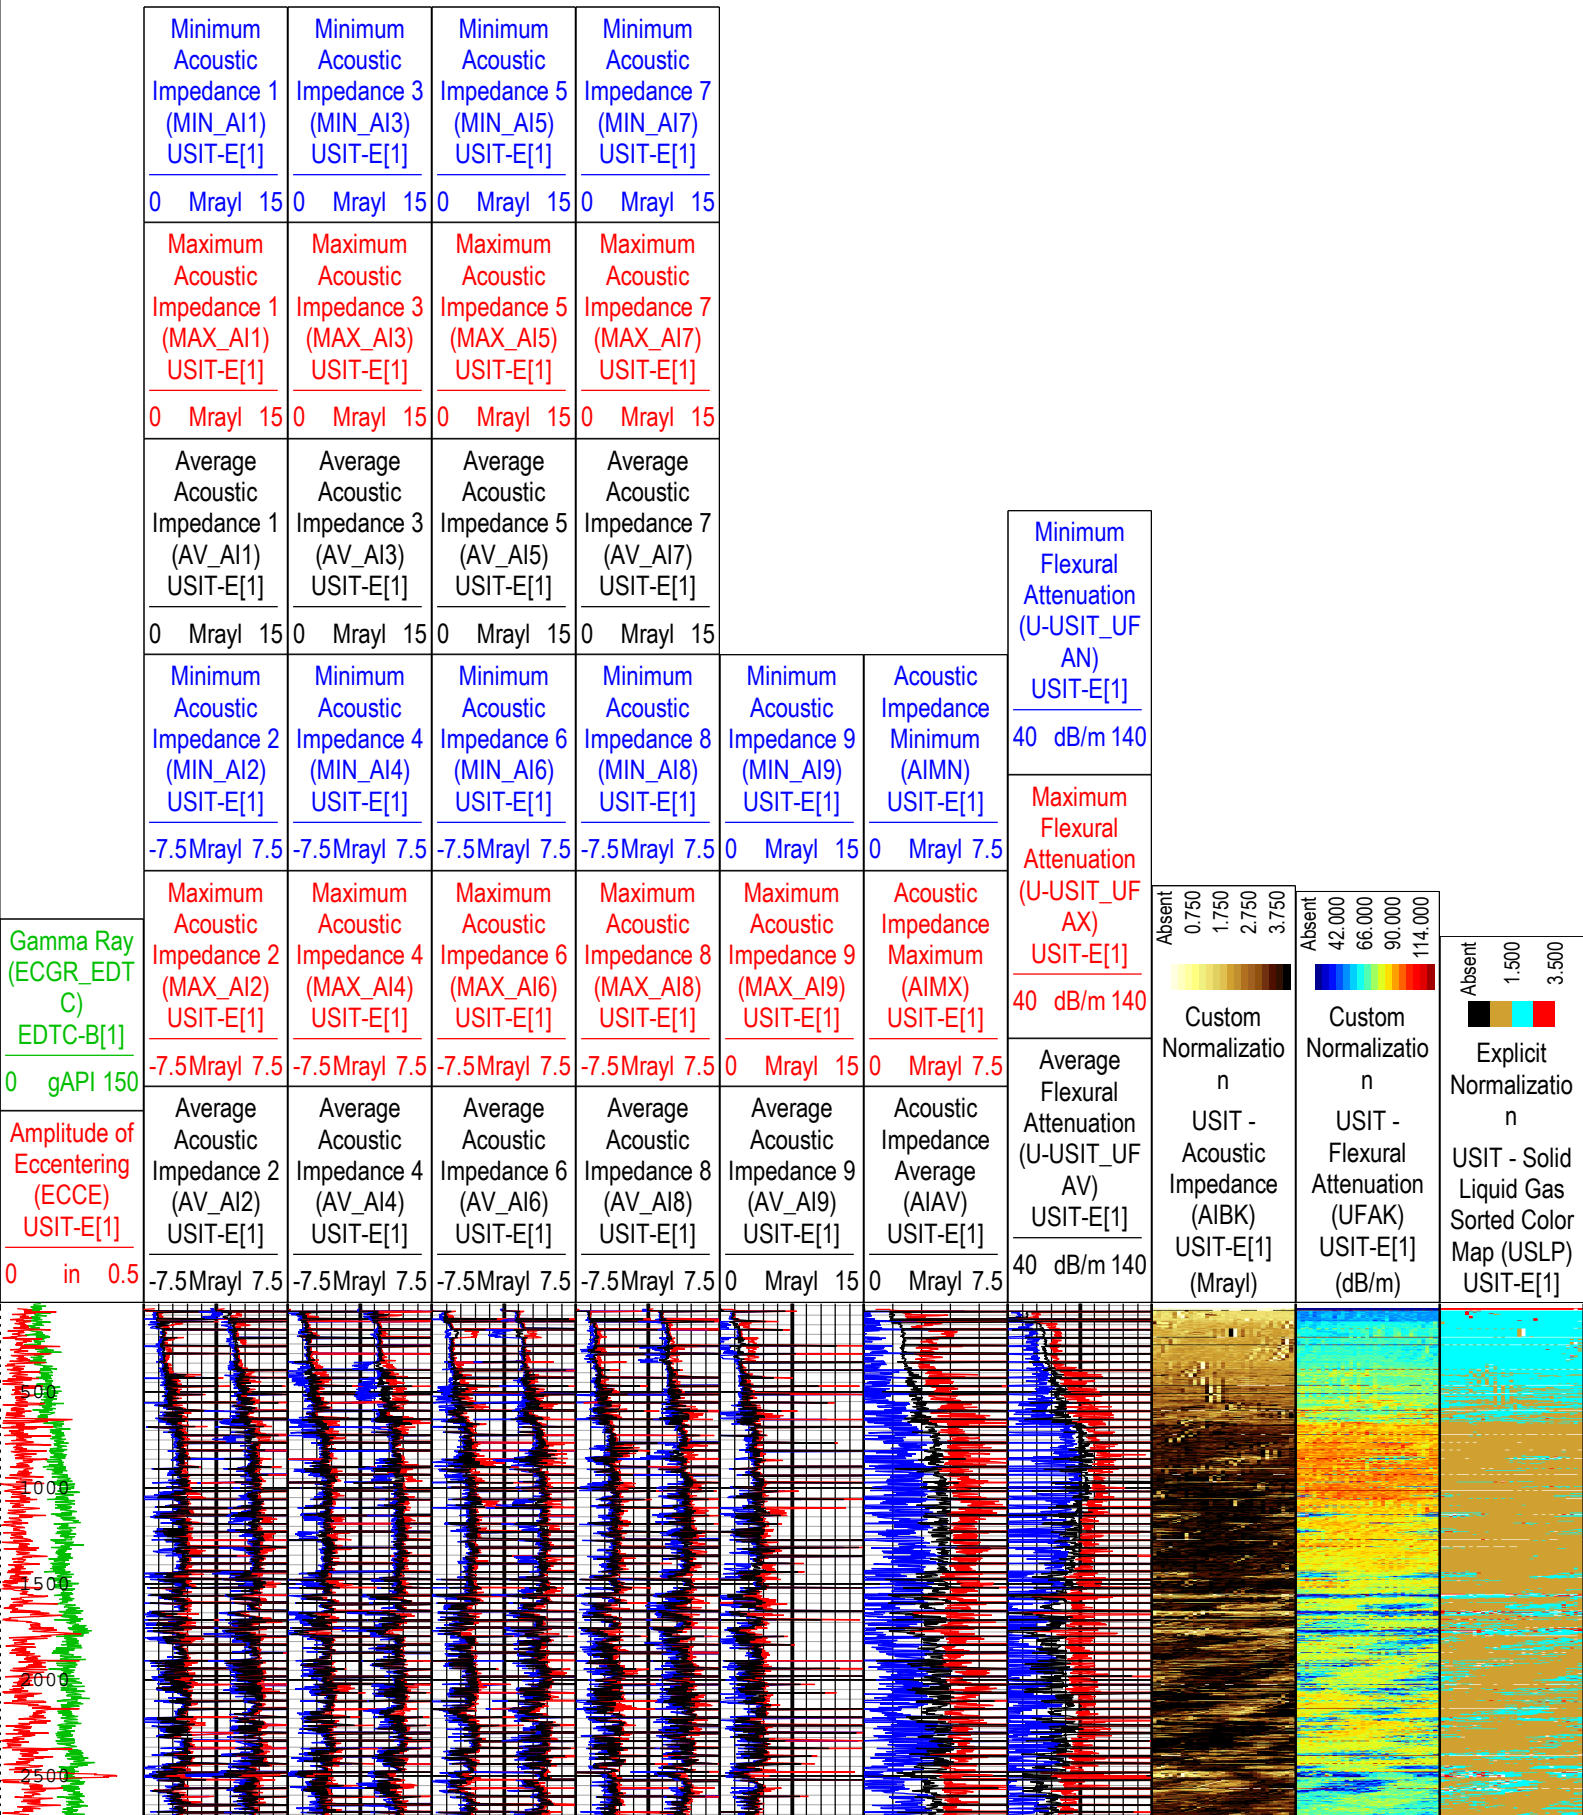 Minimum
Acoustic
Impedance 1
(MIN_AI1)
USIT-E[1]
0 Mrayl 15
Maximum
Acoustic
Impedance 1
(MAX_AI1)
USIT-E[1]
0 Mrayl 15
Average
Acoustic
Impedance 1
(AV_AI1)
USIT-E[1]
0 Mrayl 15
Minimum
Acoustic
Impedance 3
(MIN_AI3)
USIT-E[1]
0 Mrayl 15
Maximum
Acoustic
Impedance 3
(MAX_AI3)
USIT-E[1]
0 Mrayl 15
Average
Acoustic
Impedance 3
(AV_AI3)
USIT-E[1]
0 Mrayl 15
Minimum
Acoustic
Impedance 5
(MIN_AI5)
USIT-E[1]
0 Mrayl 15
Maximum
Acoustic
Impedance 5
(MAX_AI5)
USIT-E[1]
0 Mrayl 15
Average
Acoustic
Impedance 5
(AV_AI5)
USIT-E[1]
0 Mrayl 15
Minimum
Acoustic
Impedance 7
(MIN_AI7)
USIT-E[1]
0 Mrayl 15
Maximum
Acoustic
Impedance 7
(MAX_AI7)
USIT-E[1]
0 Mrayl 15
Average
Acoustic
Impedance 7
(AV_AI7)
USIT-E[1]
0 Mrayl 15
Gamma Ray
(ECGR_EDT
C)
EDTC-B[1]
0 gAPI 150
Amplitude of
Eccentering
(ECCE)
USIT-E[1]
0 in 0.5
Minimum
Acoustic
Impedance 2
(MIN_AI2)
USIT-E[1]
-7.5 Mrayl 7.5
Maximum
Acoustic
Impedance 2
(MAX_AI2)
USIT-E[1]
-7.5 Mrayl 7.5
Average
Acoustic
Impedance 2
(AV_AI2)
USIT-E[1]
-7.5 Mrayl 7.5
Minimum
Acoustic
Impedance 4
(MIN_AI4)
USIT-E[1]
-7.5 Mrayl 7.5
Maximum
Acoustic
Impedance 4
(MAX_AI4)
USIT-E[1]
-7.5 Mrayl 7.5
Average
Acoustic
Impedance 4
(AV_AI4)
USIT-E[1]
-7.5 Mrayl 7.5
Minimum
Acoustic
Impedance 6
(MIN_AI6)
USIT-E[1]
-7.5 Mrayl 7.5
Maximum
Acoustic
Impedance 6
(MAX_AI6)
USIT-E[1]
-7.5 Mrayl 7.5
Average
Acoustic
Impedance 6
(AV_AI6)
USIT-E[1]
-7.5 Mrayl 7.5
Minimum
Acoustic
Impedance 8
(MIN_AI8)
USIT-E[1]
-7.5 Mrayl 7.5
Maximum
Acoustic
Impedance 8
(MAX_AI8)
USIT-E[1]
-7.5 Mrayl 7.5
Average
Acoustic
Impedance 8
(AV_AI8)
USIT-E[1]
-7.5 Mrayl 7.5
Minimum
Acoustic
Impedance 9
(MIN_AI9)
USIT-E[1]
0 Mrayl 15
Maximum
Acoustic
Impedance 9
(MAX_AI9)
USIT-E[1]
0 Mrayl 15
Average
Acoustic
Impedance 9
(AV_AI9)
USIT-E[1]
0 Mrayl 15
Acoustic
Impedance
Minimum
(AIMN)
USIT-E[1]
0 Mrayl 7.5
Acoustic
Impedance
Maximum
(AIMX)
USIT-E[1]
0 Mrayl 7.5
Acoustic
Impedance
Average
(AIAV)
USIT-E[1]
0 Mrayl 7.5
Minimum
Flexural
Attenuation
(U-USIT_UF
AN)
USIT-E[1]
40 dB/m 140
Maximum
Flexural
Attenuation
(U-USIT_UF
AX)
USIT-E[1]
40 dB/m 140
Average
Flexural
Attenuation
(U-USIT_UF
AV)
USIT-E[1]
40 dB/m 140
Absent
0.750
1.750
2.750
3.750
Custom
Normalizatio
n
USIT -
Acoustic
Impedance
(AIBK)
USIT-E[1]
(Mrayl)
Absent
42.000
66.000
90.000
114.000
Custom
Normalizatio
n
USIT -
Flexural
Attenuation
(UFAK)
USIT-E[1]
(dB/m)
Absent
1.500
3.500
Explicit
Normalizatio
n
USIT - Solid
Liquid Gas
Sorted Color
Map (USLP)
USIT-E[1]
500
1000
1500
2000
2500